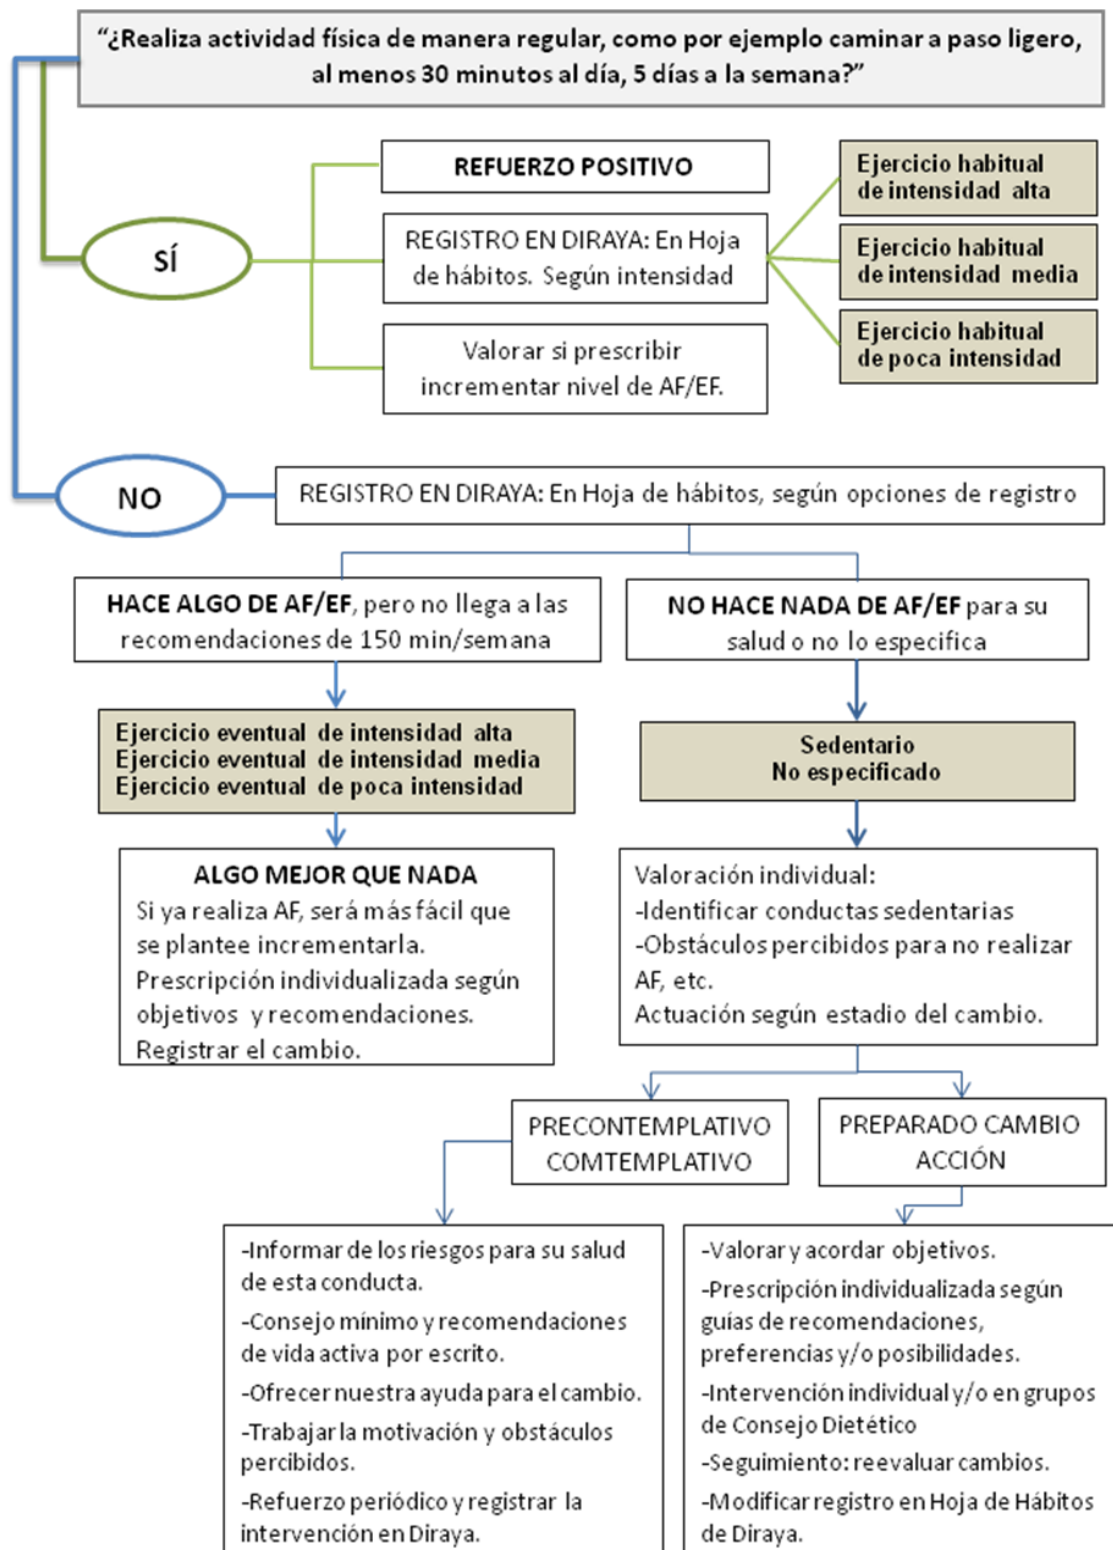 “¿Realiza actividad física de manera regular, como por ejemplo caminar a paso ligero,
al menos 30 minutos al día, 5 días a la semana?”
SÍ
REFUERZO POSITIVO
REGISTRO EN DIRAYA: En Hoja
de hábitos. Según intensidad
Valorar si prescribir
incrementar nivel de AF/EF.
Ejercicio habitual
de intensidad alta
Ejercicio habitual
de intensidad media
Ejercicio habitual
de poca intensidad
NO
REGISTRO EN DIRAYA: En Hoja de hábitos, según opciones de registro
HACE ALGO DE AF/EF, pero no llega a las
recomendaciones de 150 min/semana
Ejercicio eventual de intensidad alta
Ejercicio eventual de intensidad media
Ejercicio eventual de poca intensidad
ALGO MEJOR QUE NADA
Si ya realiza AF, será más fácil que
se plantee incrementarla.
Prescripción individualizada según
objetivos y recomendaciones.
Registrar el cambio.
NO HACE NADA DE AF/EF para su
salud o no lo especifica
Sedentario
No especificado
Valoración individual:
-Identificar conductas sedentarias
-Obstáculos percibidos para no realizar
AF, etc.
Actuación según estadio del cambio.
PRECONTEMPLATIVO
COMTEMPLATIVO
-Informar de los riesgos para su salud
de esta conducta.
-Consejo mínimo y recomendaciones
de vida activa por escrito.
-Ofrecer nuestra ayuda para el cambio.
-Trabajar la motivación y obstáculos
percibidos.
-Refuerzo periódico y registrar la
intervención en Diraya.
PREPARADO CAMBIO
ACCIÓN
-Valorar y acordar objetivos.
-Prescripción individualizada según
guías de recomendaciones,
preferencias y/o posibilidades.
-Intervención individual y/o en grupos
de Consejo Dietético
-Seguimiento: reevaluar cambios.
-Modificar registro en Hoja de Hábitos
de Diraya.